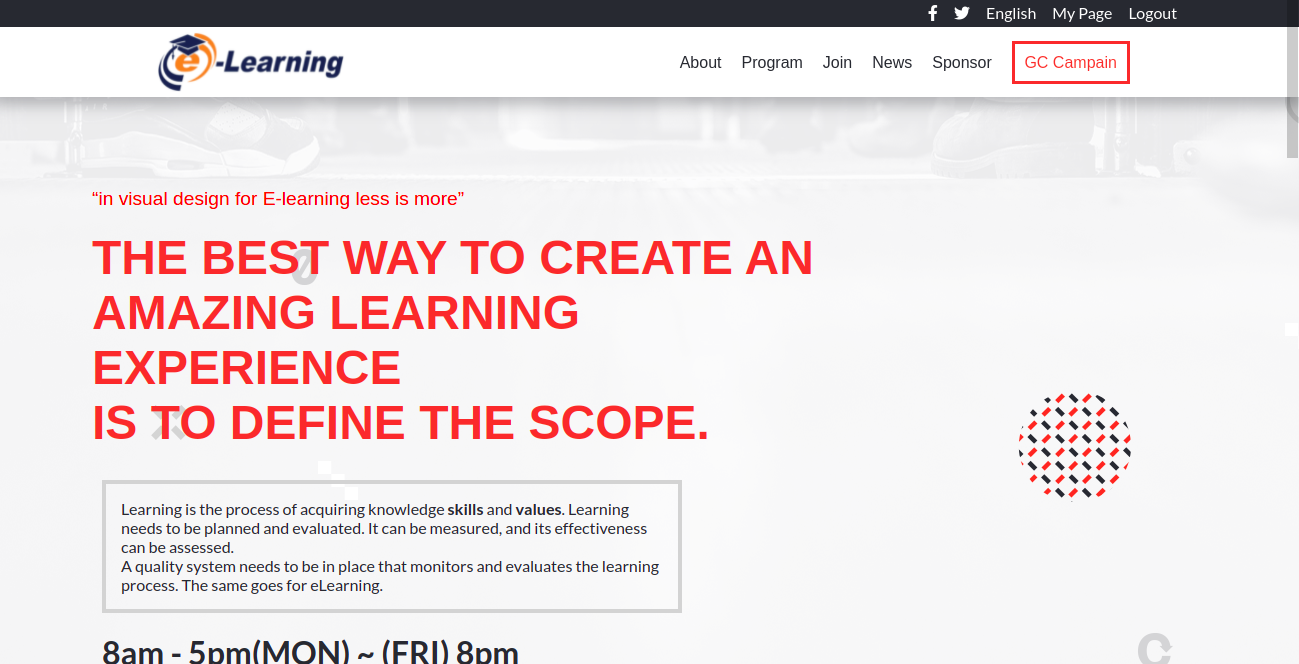 English My Page Logout
e-Learning
About Program Join News Sponsor GC Campain
“in visual design for E-learning less is more”
THE BEST WAY TO CREATE AN
AMAZING LEARNING
EXPERIENCE
IS TO DEFINE THE SCOPE.
Learning is the process of acquiring knowledge skills and values. Learning
needs to be planned and evaluated. It can be measured, and its effectiveness
can be assessed.
A quality system needs to be in place that monitors and evaluates the learning
process. The same goes for eLearning.
8am - 5pm(MON) ~ (FRI) 8pm